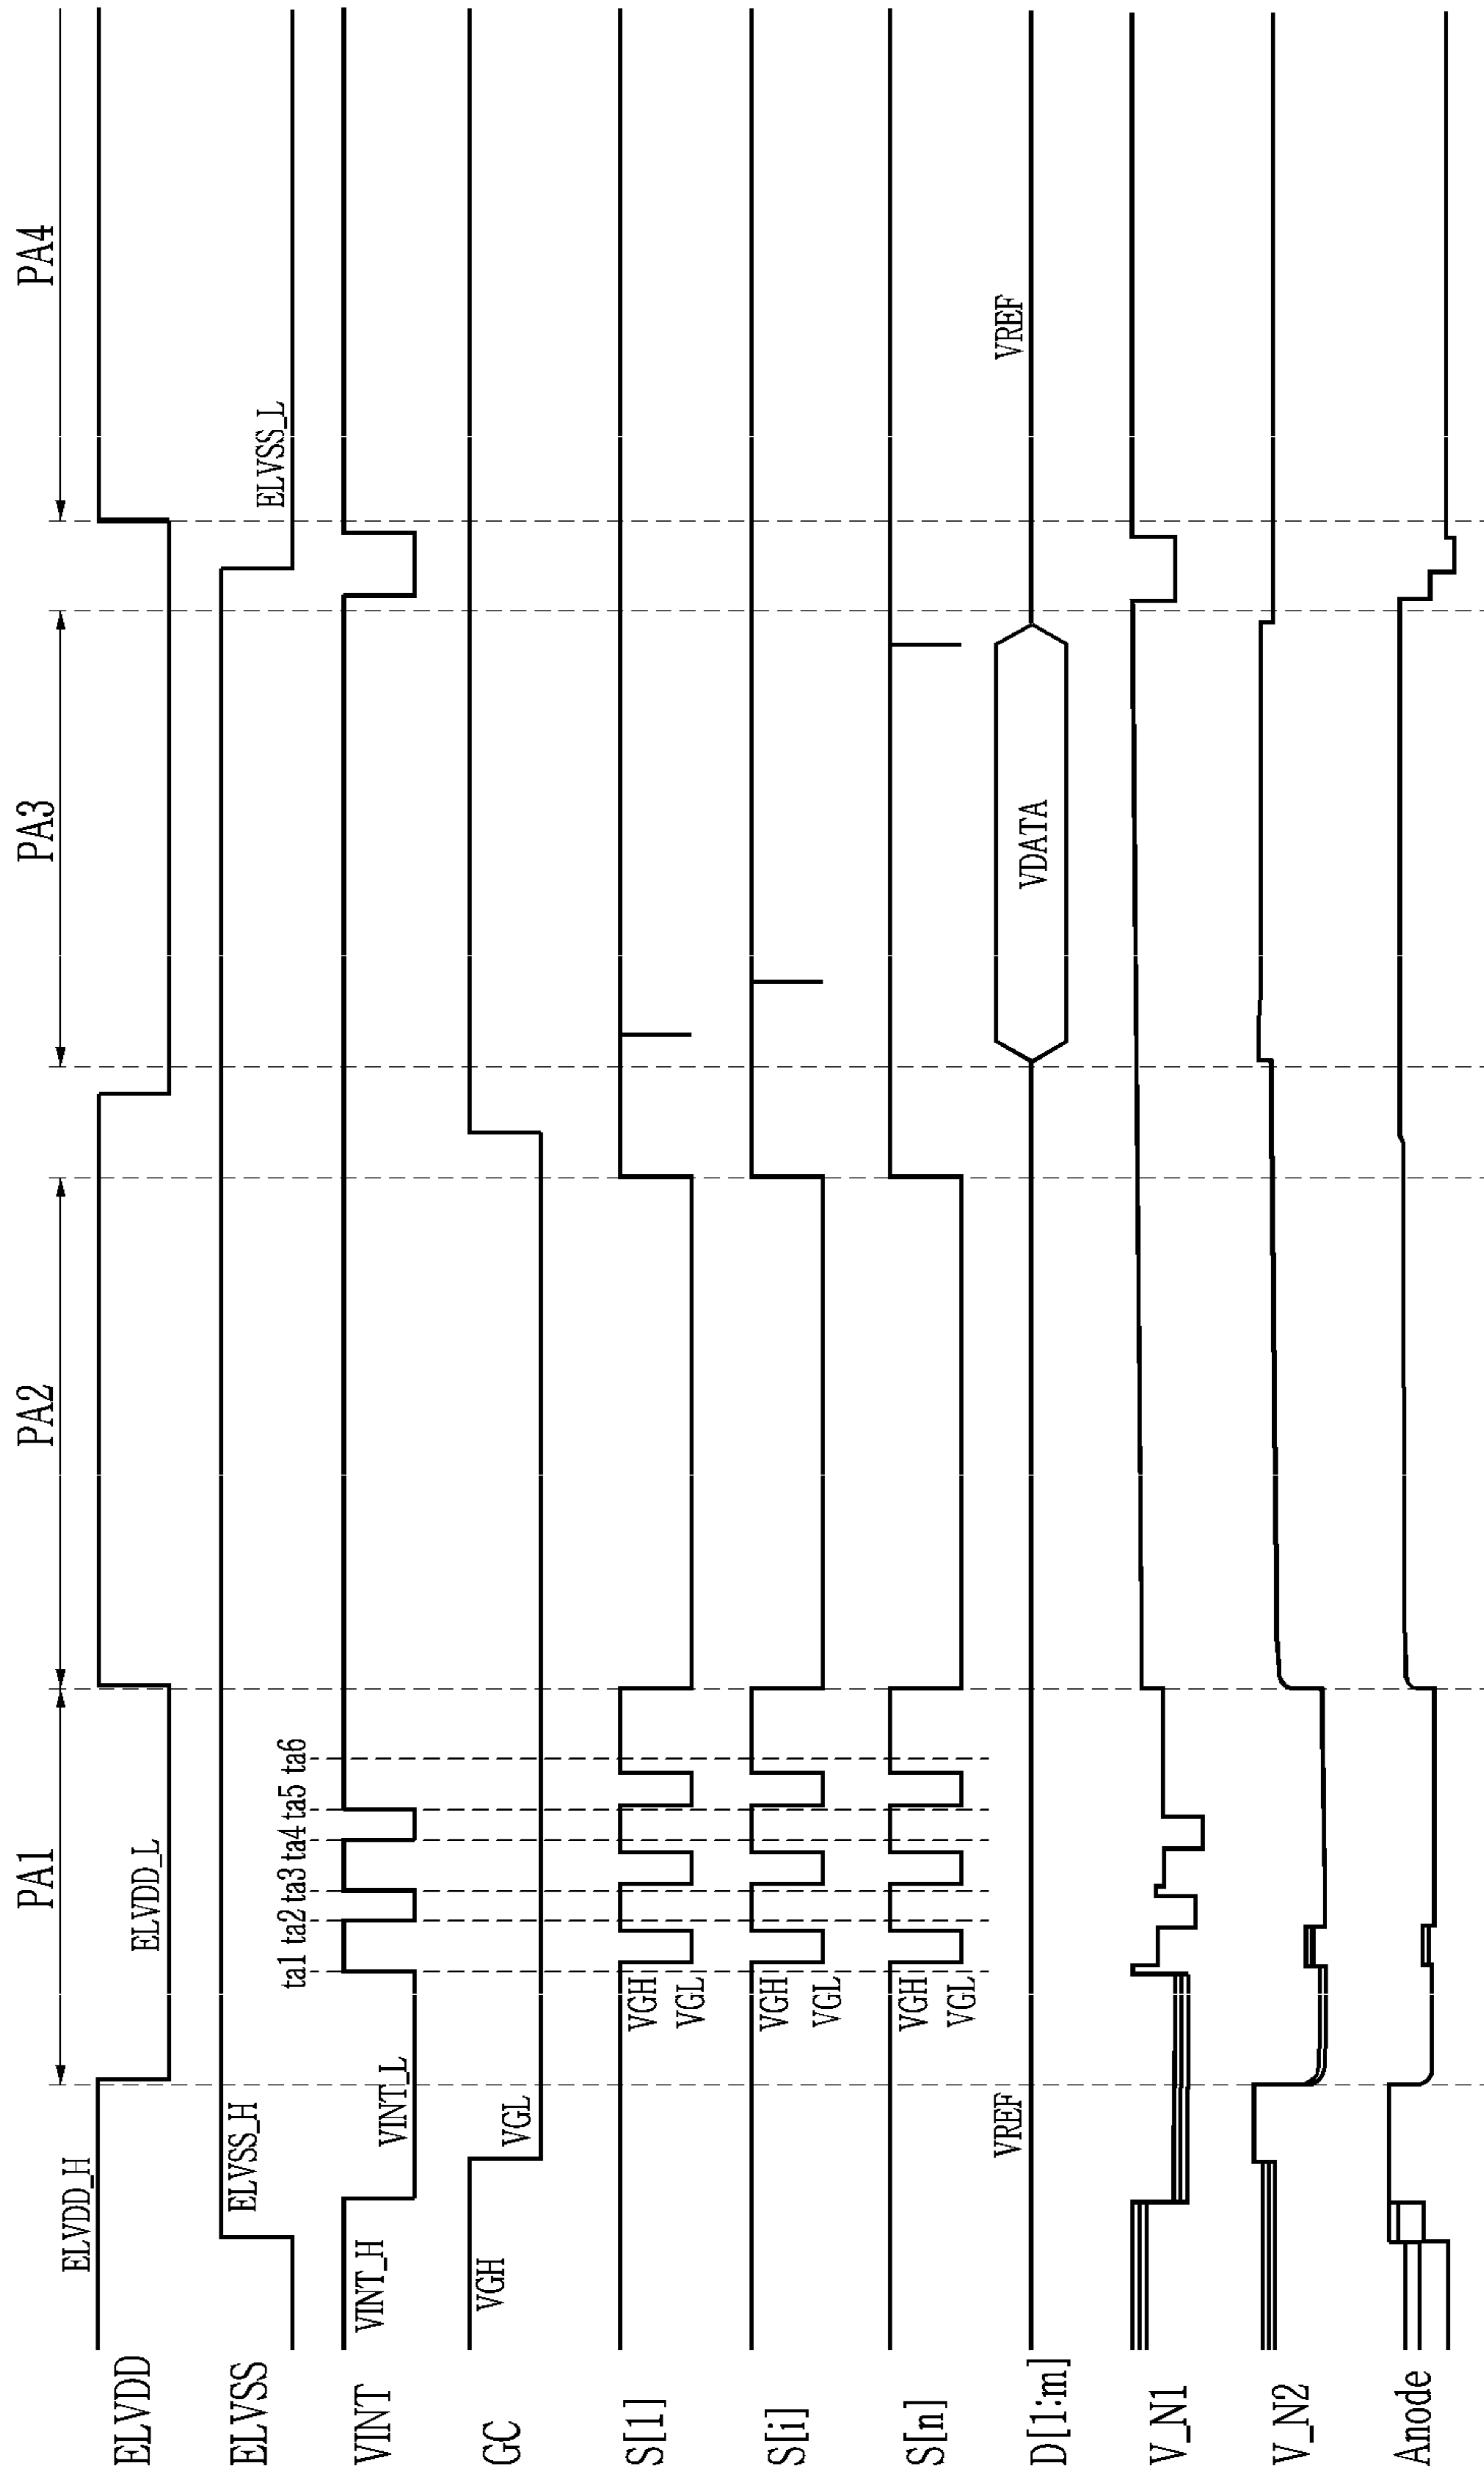 PA1 PA2 PA3 PA4
ELVDD ELVDD_H ELVDD_L
ELVSS ELVSS_H ELVSS_L
ta1 ta2 ta3 ta4 ta5 ta6
VINT VINT_H VINT_L
GC VGH VGL
S[1] VGH VGL
S[i] VGH VGL
S[n] VGH VGL
D[1:m] VREF VDATA VREF
V_N1
V_N2
Anode